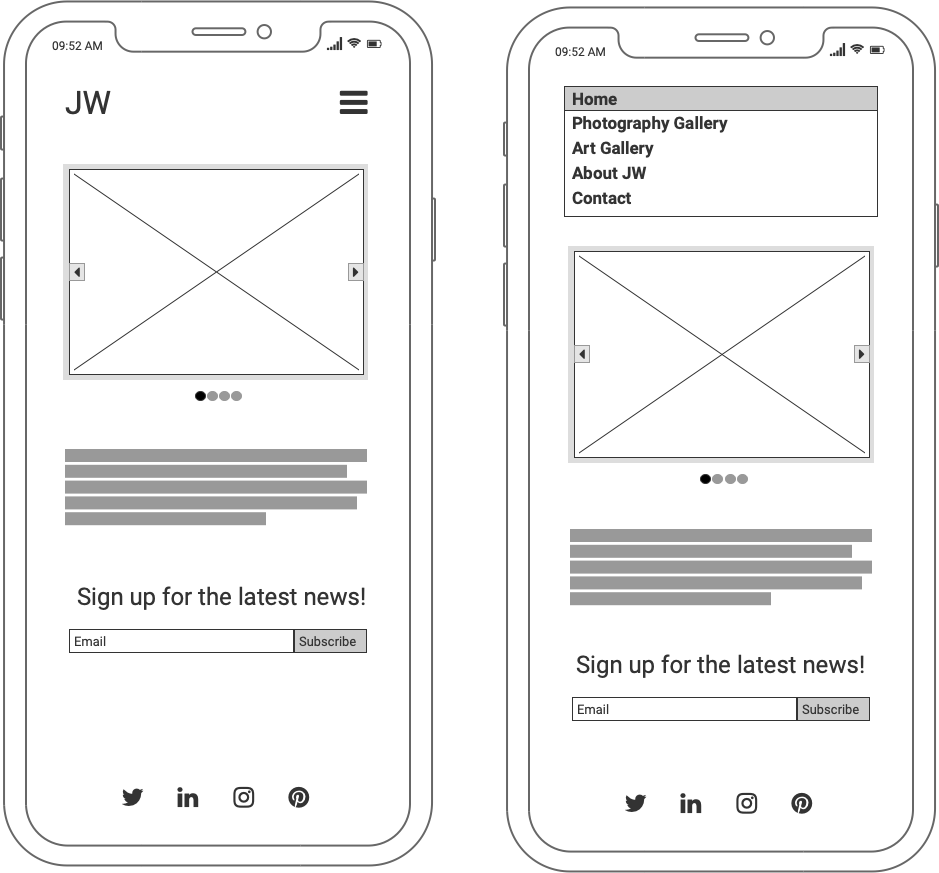 09:52 AM
JW
Sign up for the latest news!
Email Subscribe
09:52 AM
Home
Photography Gallery
Art Gallery
About JW
Contact
Sign up for the latest news!
Email Subscribe